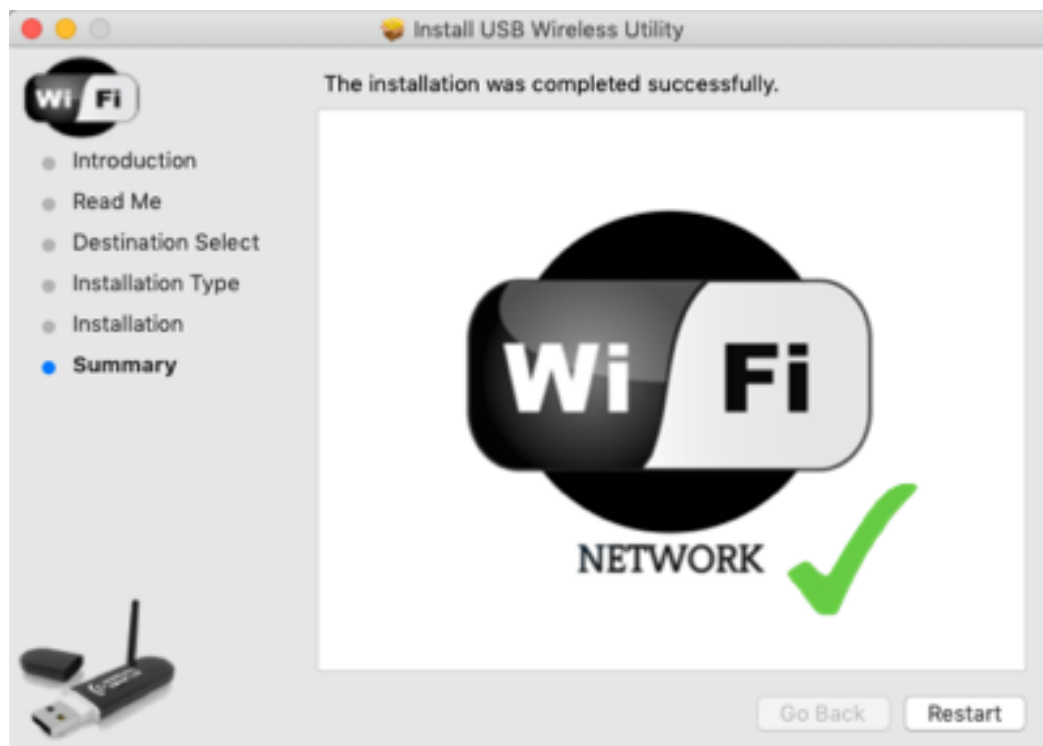 Install USB Wireless Utility
Wi Fi
The installation was completed successfully.
Introduction
Read Me
Destination Select
Installation Type
Installation
Summary
Wi Fi
NETWORK
Go Back
Restart